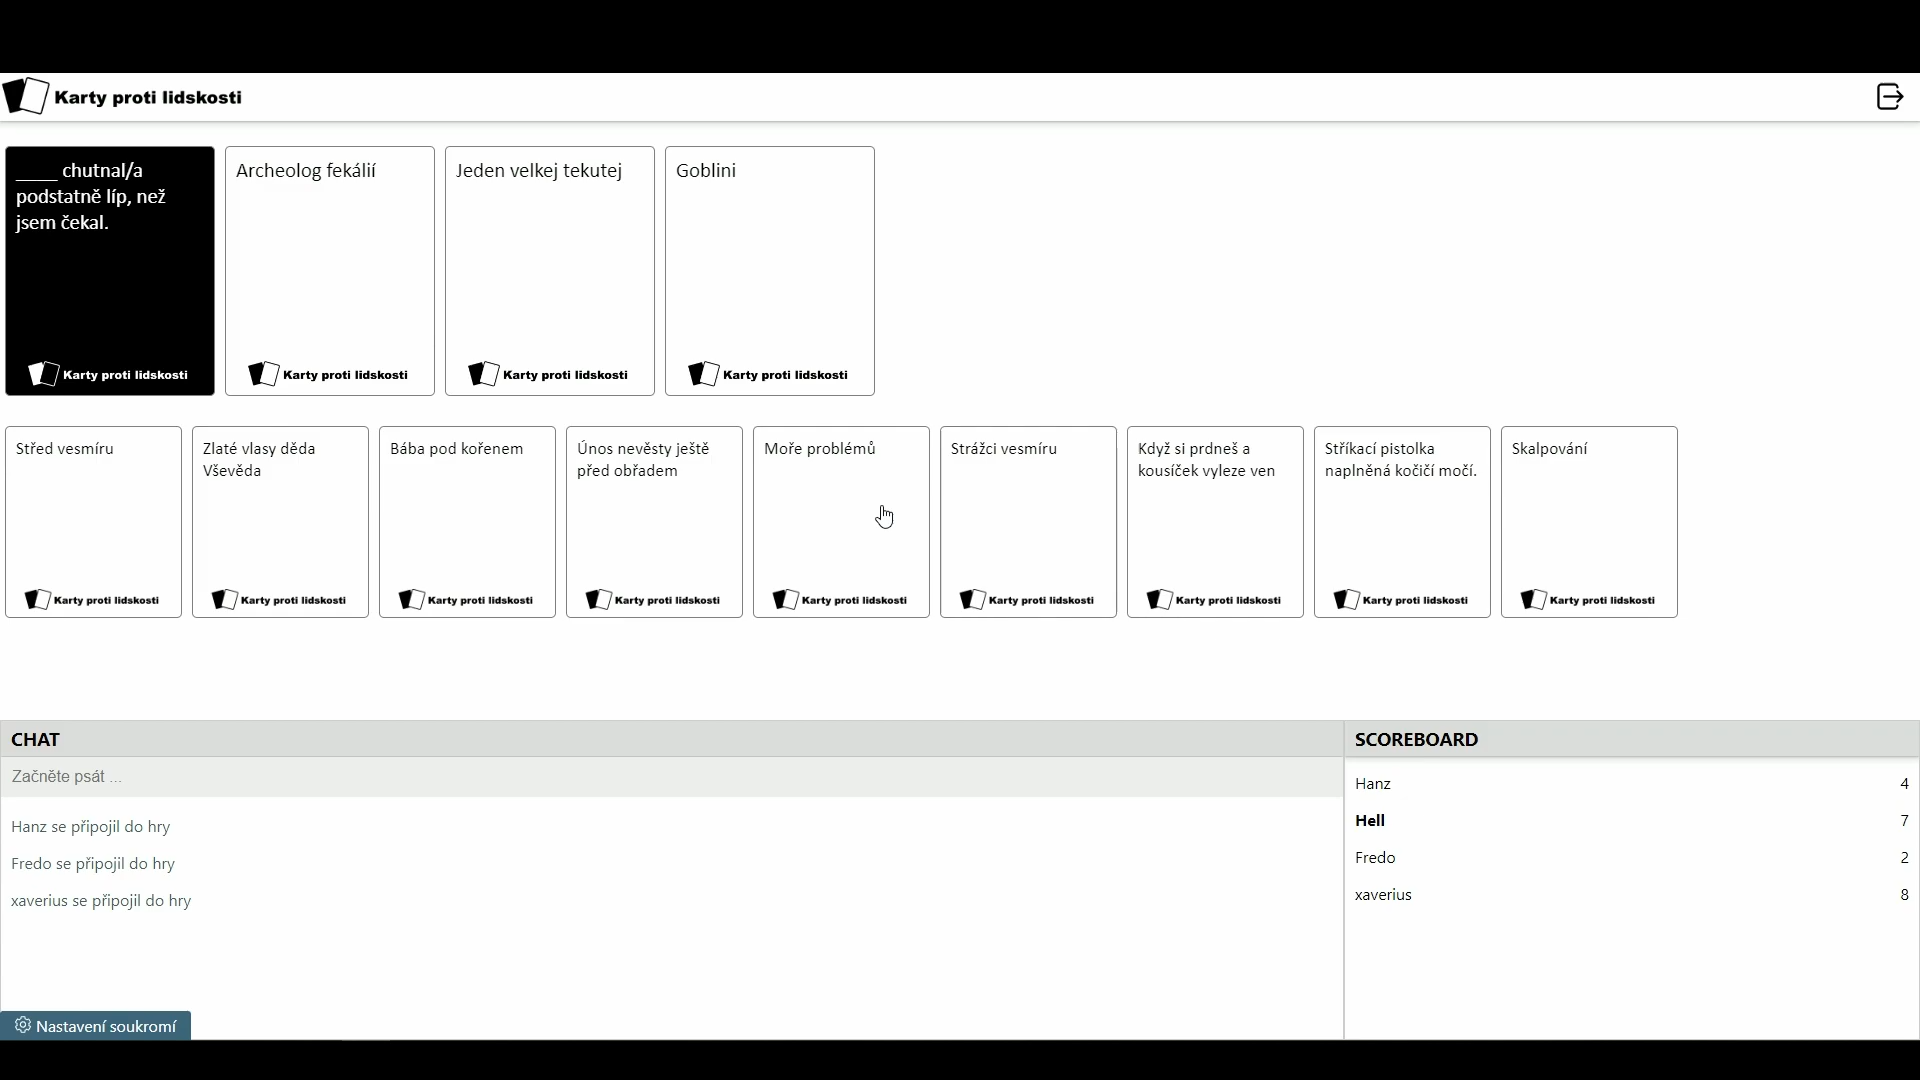 Karty proti lidskosti
____ chutnal/a
podstatně líp, než
jsem čekal.
Karty proti lidskosti
Archeolog fekálií
Karty proti lidskosti
Jeden velkej tekutej
Karty proti lidskosti
Goblini
Karty proti lidskosti
Střed vesmíru
Karty proti lidskosti
Zlaté vlasy děda
Vševěda
Karty proti lidskosti
Bába pod kořenem
Karty proti lidskosti
Únos nevěsty ještě
před obřadem
Karty proti lidskosti
Moře problémů
Karty proti lidskosti
Strážci vesmíru
Karty proti lidskosti
Když si prdneš a
kousíček vyleze ven
Karty proti lidskosti
Stříkací pistolka
naplněná kočičí močí.
Karty proti lidskosti
Skalpování
Karty proti lidskosti
CHAT
Začněte psát ...
Hanz se připojil do hry
Fredo se připojil do hry
xaverius se připojil do hry
Nastavení soukromí
SCOREBOARD
Hanz 4
Hell 7
Fredo 2
xaverius 8